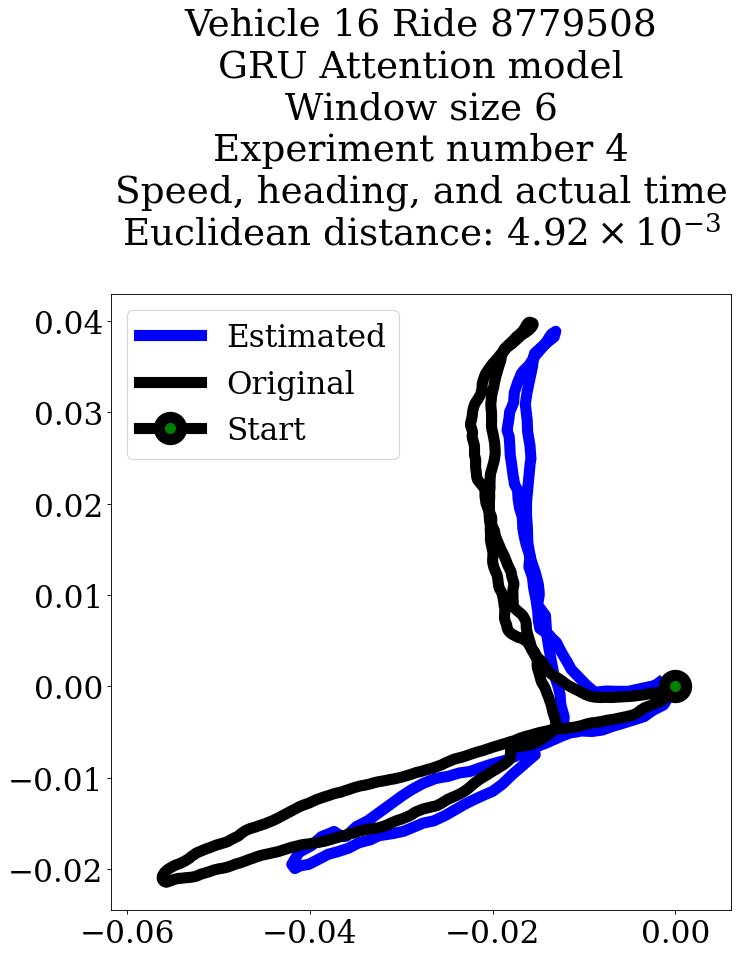 Vehicle 16 Ride 8779508
GRU Attention model
Window size 6
Experiment number 4
Speed, heading, and actual time
Euclidean distance: 4.92 × 10⁻³
Estimated
Original
Start
0.04
0.03
0.02
0.01
0.00
−0.01
−0.02
−0.06
−0.04
−0.02
0.00